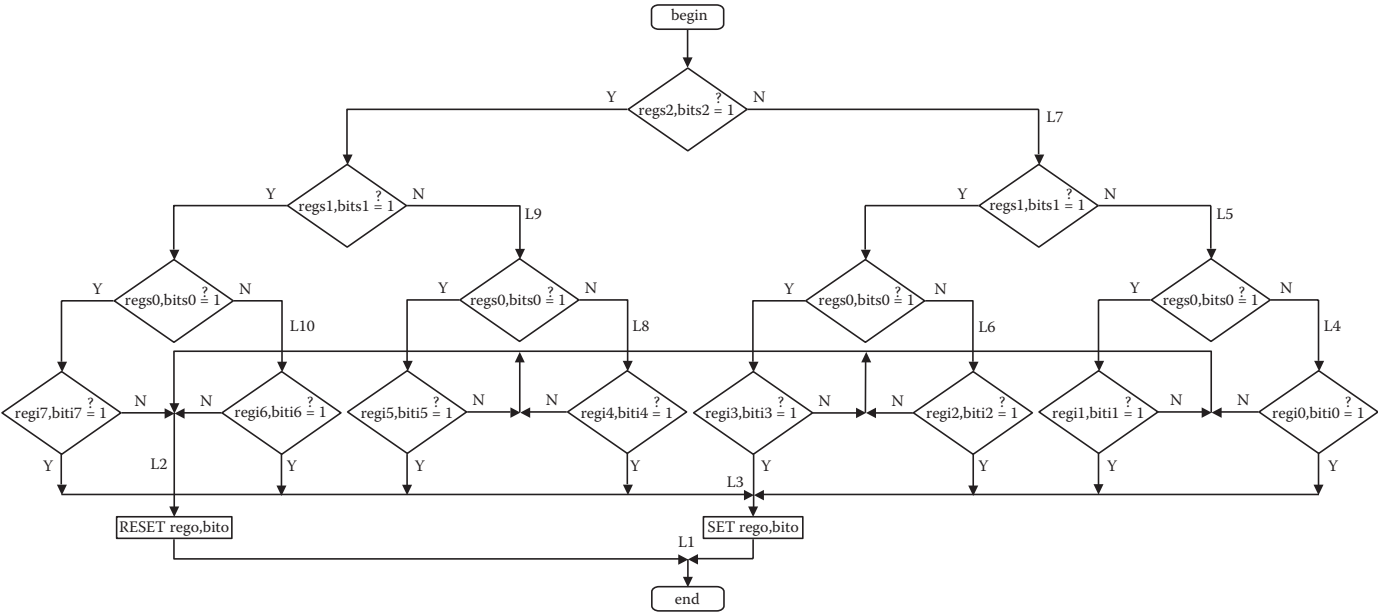 begin
Y
regs2,bits2 ≟ 1
N
L7
Y
regs1,bits1 ≟ 1
N
L9
Y
regs1,bits1 ≟ 1
N
L5
Y
regs0,bits0 ≟ 1
N
L10
Y
regs0,bits0 ≟ 1
N
L8
Y
regs0,bits0 ≟ 1
N
L6
Y
regs0,bits0 ≟ 1
N
L4
regi7,biti7 ≟ 1
N
N
regi6,biti6 ≟ 1
regi5,biti5 ≟ 1
N
N
regi4,biti4 ≟ 1
regi3,biti3 ≟ 1
N
N
regi2,biti2 ≟ 1
regi1,biti1 ≟ 1
N
N
regi0,biti0 ≟ 1
Y
L2
Y
Y
Y
Y
Y
Y
Y
L3
RESET rego,bito
SET rego,bito
L1
end